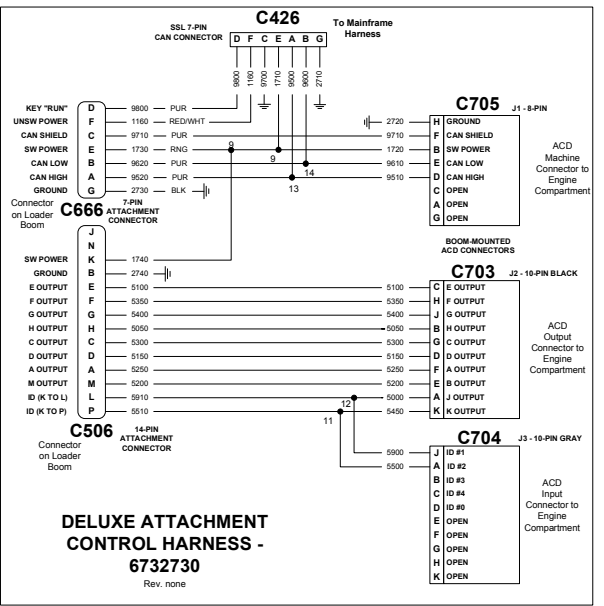 C426
SSL 7-PIN
CAN CONNECTOR
To Mainframe
Harness
D F C E A B G
9800 1160 9700 1710 9500 9600 2710
KEY "RUN" D 9800 PUR
UNSW POWER F 1160 RED/WHT
CAN SHIELD C 9710 PUR
SW POWER E 1730 RNG
CAN LOW B 9620 PUR
CAN HIGH A 9520 PUR
GROUND G 2730 BLK
9
9
14
13
Connector
on Loader
Boom
C666
7-PIN
ATTACHMENT
CONNECTOR
C705
J1 - 8-PIN
2720 H GROUND
9710 F CAN SHIELD
1720 B SW POWER
9610 E CAN LOW
9510 D CAN HIGH
C OPEN
A OPEN
G OPEN
ACD
Machine
Connector to
Engine
Compartment
J
N
SW POWER K 1740
GROUND B 2740
E OUTPUT E 5100
F OUTPUT F 5350
G OUTPUT G 5400
H OUTPUT H 5050
C OUTPUT C 5300
D OUTPUT D 5150
A OUTPUT A 5250
M OUTPUT M 5200
ID (K TO L) L 5910
ID (K TO P) P 5510
12
11
C506
Connector
on Loader
Boom
14-PIN
ATTACHMENT
CONNECTOR
BOOM-MOUNTED
ACD CONNECTORS
C703
J2 - 10-PIN BLACK
5100 C E OUTPUT
5350 H F OUTPUT
5400 J G OUTPUT
5050 B H OUTPUT
5300 G C OUTPUT
5150 D D OUTPUT
5250 F A OUTPUT
5200 E B OUTPUT
5000 A J OUTPUT
5450 K K OUTPUT
ACD
Output
Connector to
Engine
Compartment
C704
J3 - 10-PIN GRAY
5900 J ID #1
5500 A ID #2
B ID #3
C ID #4
D ID #0
E OPEN
F OPEN
G OPEN
H OPEN
K OPEN
ACD
Input
Connector to
Engine
Compartment
DELUXE ATTACHMENT
CONTROL HARNESS -
6732730
Rev. none